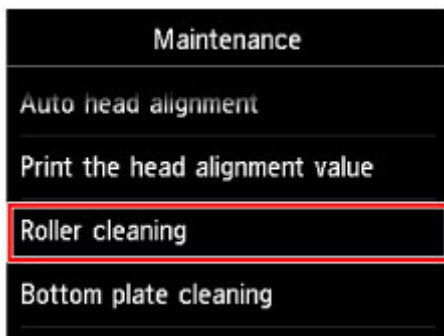 Maintenance
Auto head alignment
Print the head alignment value
Roller cleaning
Bottom plate cleaning